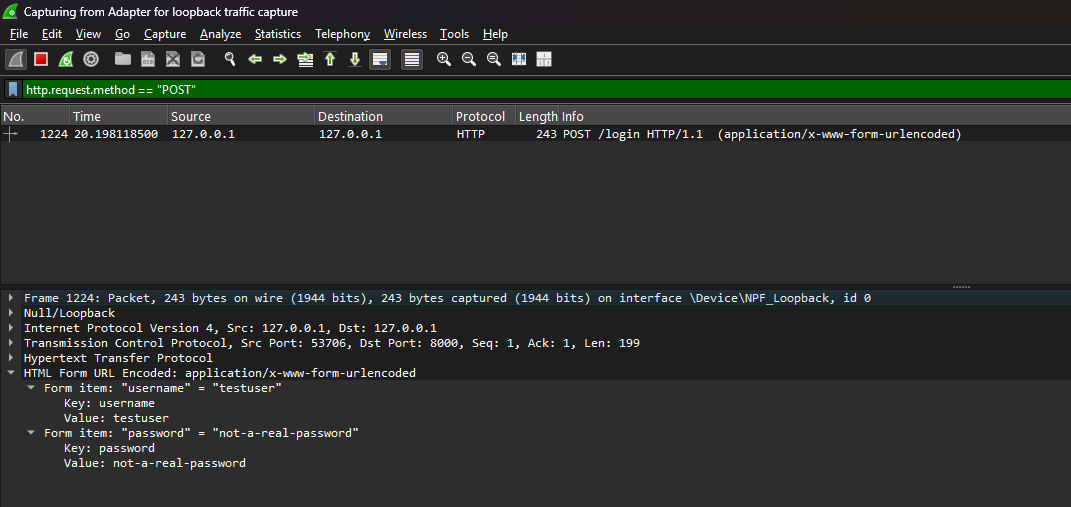 Capturing from Adapter for loopback traffic capture
File Edit View Go Capture Analyze Statistics Telephony Wireless Tools Help
http.request.method == "POST"
No. Time Source Destination Protocol Length Info
1224 20.198118500 127.0.0.1 127.0.0.1 HTTP 243 POST /login HTTP/1.1 (application/x-www-form-urlencoded)
Frame 1224: Packet, 243 bytes on wire (1944 bits), 243 bytes captured (1944 bits) on interface \Device\NPF_Loopback, id 0
Null/Loopback
Internet Protocol Version 4, Src: 127.0.0.1, Dst: 127.0.0.1
Transmission Control Protocol, Src Port: 53706, Dst Port: 8000, Seq: 1, Ack: 1, Len: 199
Hypertext Transfer Protocol
HTML Form URL Encoded: application/x-www-form-urlencoded
Form item: "username" = "testuser"
Key: username
Value: testuser
Form item: "password" = "not-a-real-password"
Key: password
Value: not-a-real-password